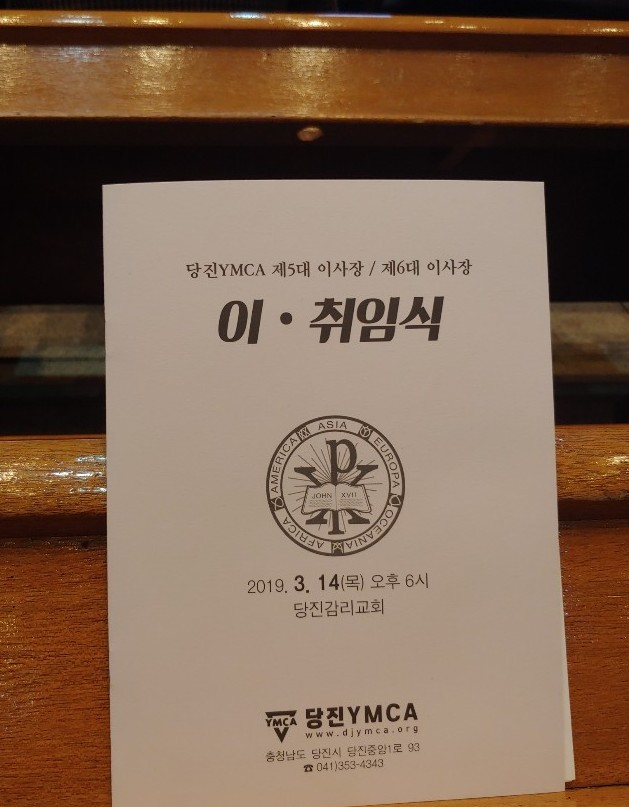 당진YMCA 제5대 이사장 / 제6대 이사장
이·취임식
AMERICA ASIA EUROPA OCEANIA AFRICA
JOHN XVII
2019. 3. 14(목) 오후 6시
당진감리교회
YMCA 당진YMCA
www.djymca.org
충청남도 당진시 당진중앙1로 93
☎ 041)353-4343